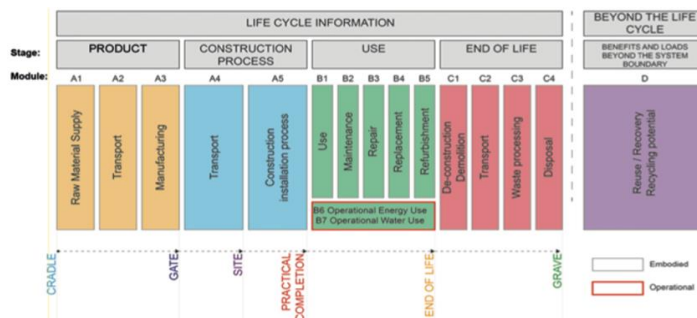 LIFE CYCLE INFORMATION
BEYOND THE LIFE
CYCLE
Stage:
PRODUCT
CONSTRUCTION
PROCESS
USE
END OF LIFE
BENEFITS AND LOADS
BEYOND THE SYSTEM
BOUNDARY
Module:
A1
A2
A3
A4
A5
B1
B2
B3
B4
B5
C1
C2
C3
C4
D
Raw Material Supply
Transport
Manufacturing
Transport
Construction
installation process
Use
Maintenance
Repair
Replacement
Refurbishment
De-construction
Demolition
Transport
Waste processing
Disposal
Reuse / Recovery
Recycling potential
B6 Operational Energy Use
B7 Operational Water Use
CRADLE
GATE
SITE
PRACTICAL
COMPLETION
END OF LIFE
GRAVE
Embodied
Operational